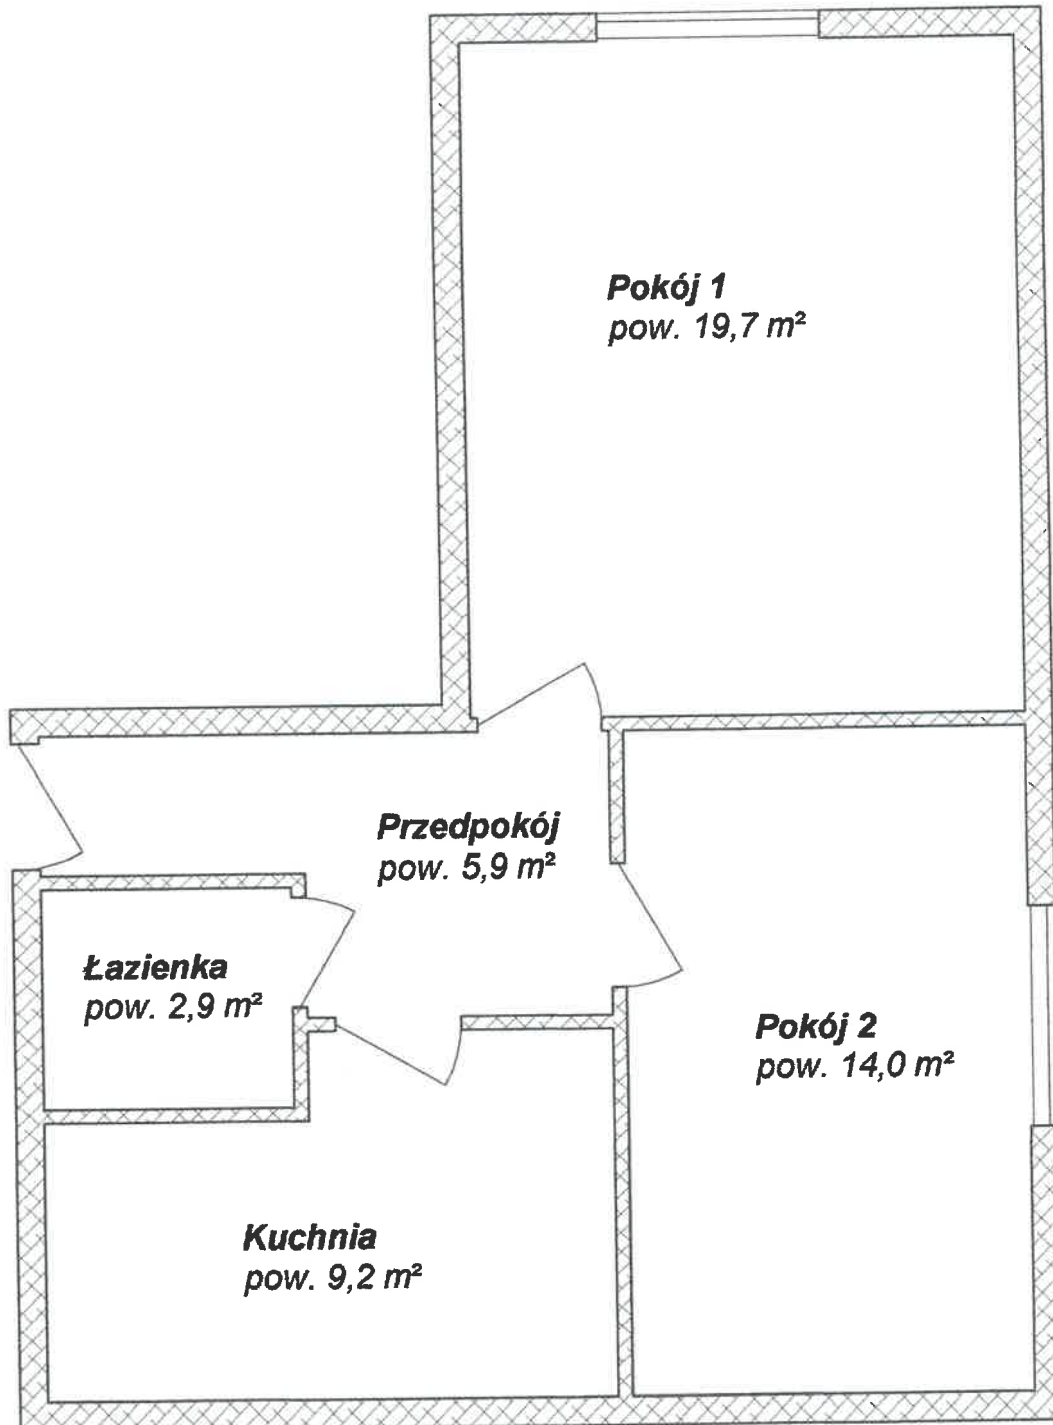 Pokój 1
pow. 19,7 m²
Przedpokój
pow. 5,9 m²
Łazienka
pow. 2,9 m²
Pokój 2
pow. 14,0 m²
Kuchnia
pow. 9,2 m²